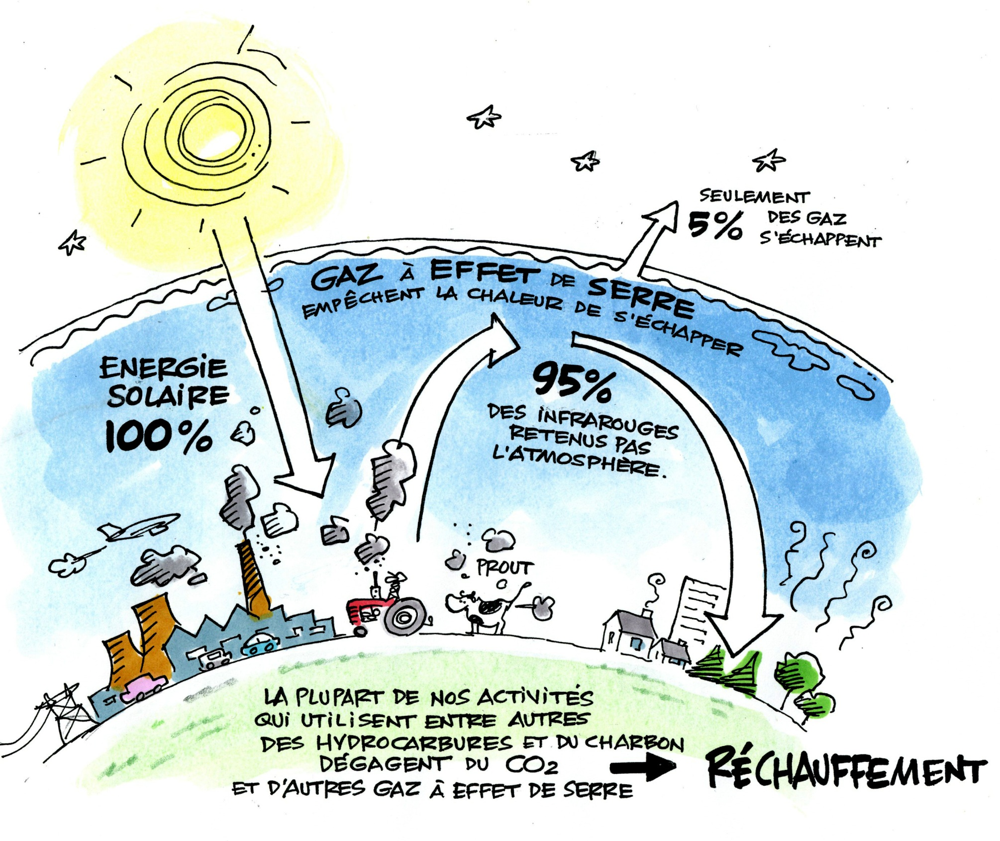 SEULEMENT
5% DES GAZ
S'ÉCHAPPENT
GAZ À EFFET DE SERRE
EMPÊCHENT LA CHALEUR DE S'ÉCHAPPER
ENERGIE
SOLAIRE
100%
95%
DES INFRAROUGES
RETENUS PAS
L'ATMOSPHÈRE.
PROUT
LA PLUPART DE NOS ACTIVITÉS
QUI UTILISENT ENTRE AUTRES
DES HYDROCARBURES ET DU CHARBON
DÉGAGENT DU CO2
ET D'AUTRES GAZ À EFFET DE SERRE
RÉCHAUFFEMENT